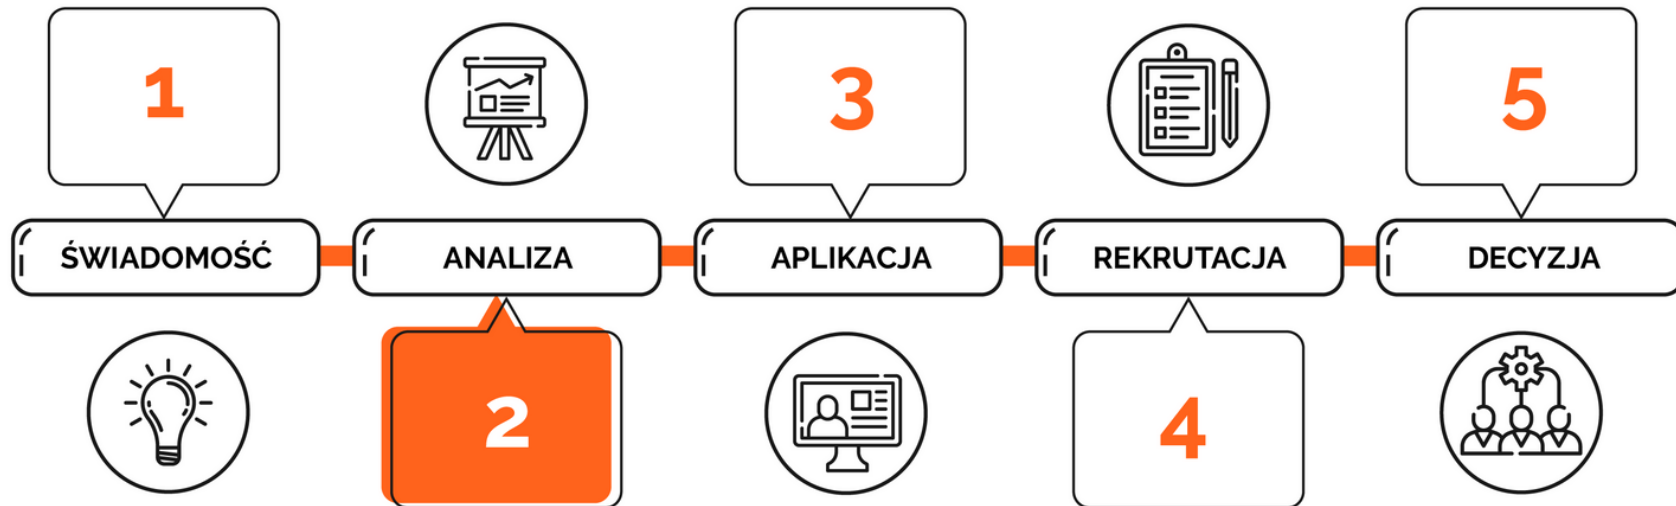 1
ŚWIADOMOŚĆ
2
ANALIZA
3
APLIKACJA
4
REKRUTACJA
5
DECYZJA